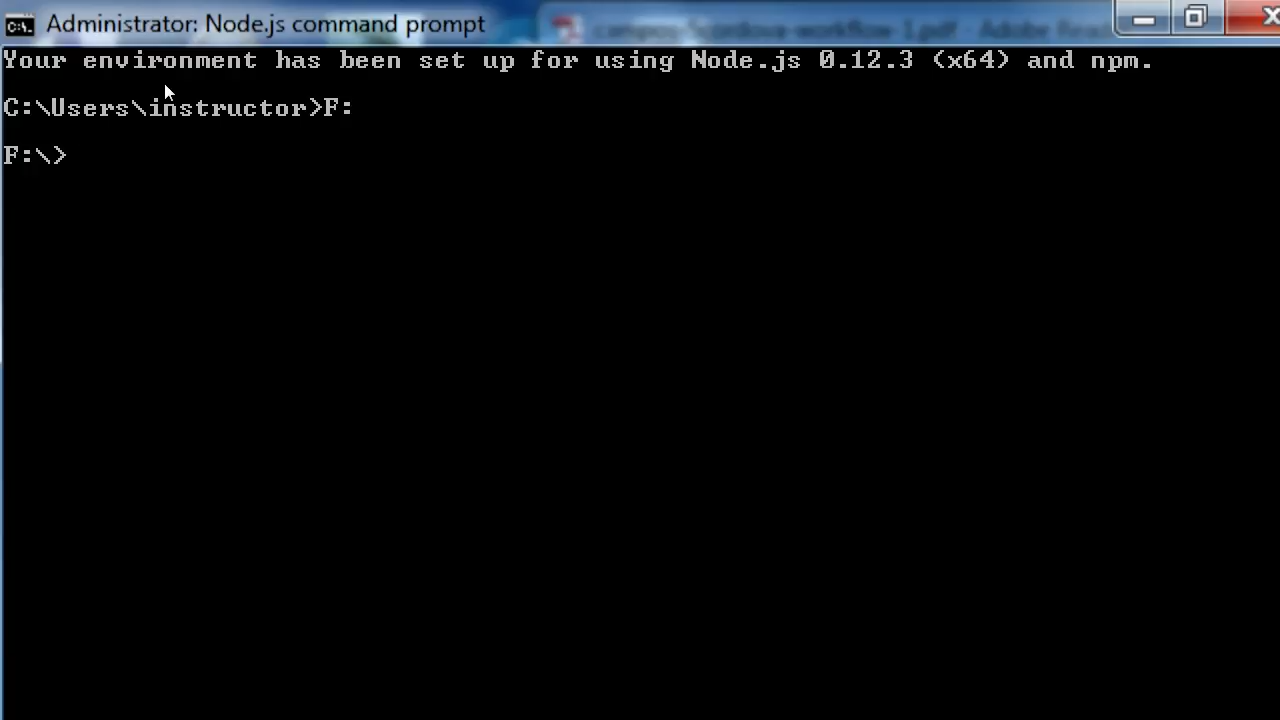 Administrator: Node.js command prompt
Your environment has been set up for using Node.js 0.12.3 (x64) and npm.
C:\Users\instructor>F:
F:\>